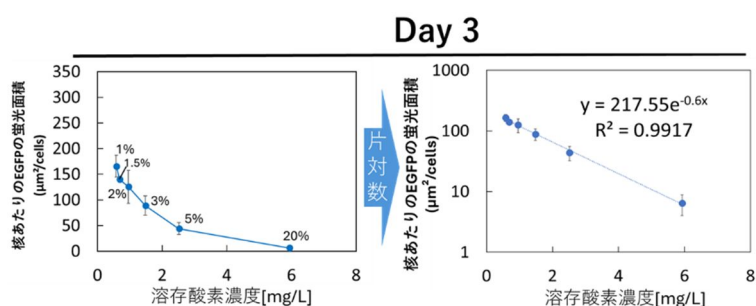 Day 3
核あたりのEGFPの蛍光面積
(μm²/cells)
350
300
250
200
150
100
50
0
1%
1.5%
2%
3%
5%
20%
0 2 4 6 8
溶存酸素濃度[mg/L]
片対数
核あたりのEGFPの蛍光面積
(μm²/cells)
1000
100
10
1
y = 217.55e^-0.6x
R² = 0.9917
0 2 4 6 8
溶存酸素濃度[mg/L]